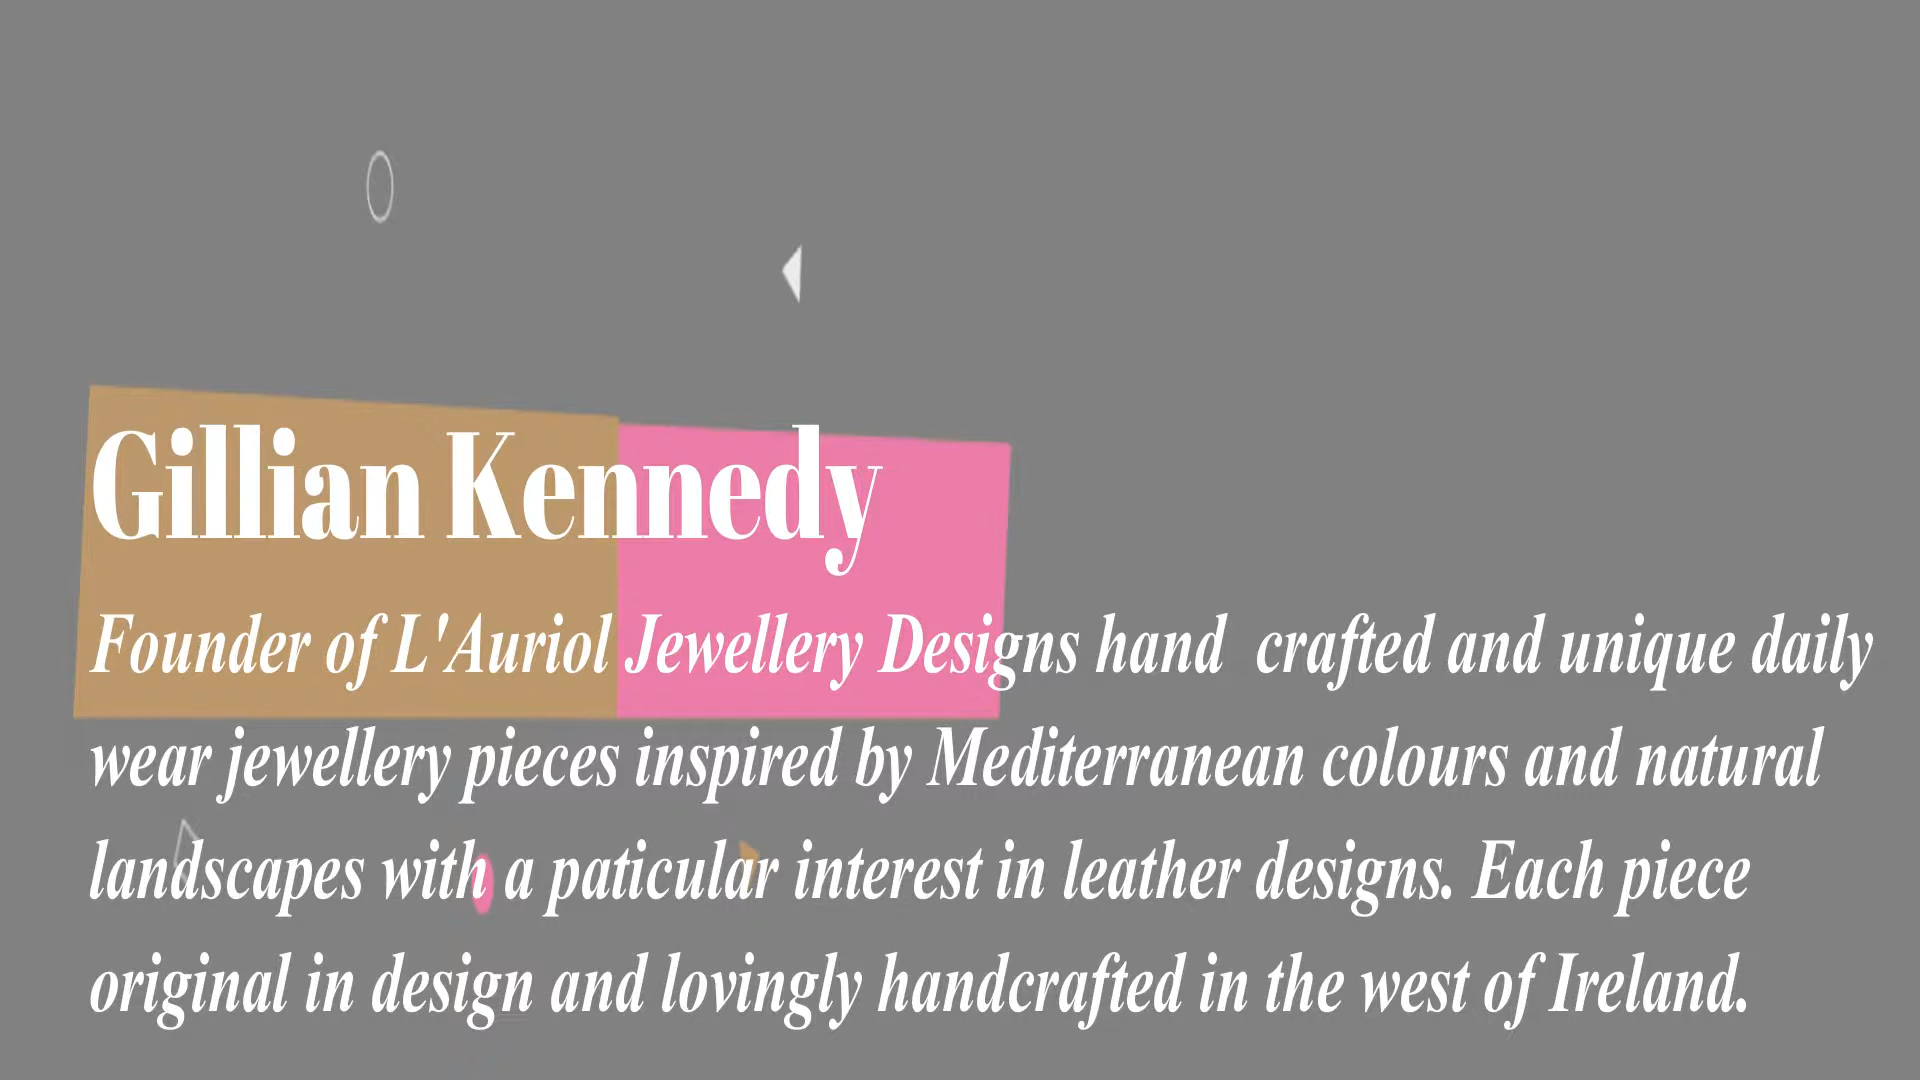 Gillian Kennedy
Founder of L'Auriol Jewellery Designs hand  crafted and unique daily
wear jewellery pieces inspired by Mediterranean colours and natural
landscapes with a paticular interest in leather designs. Each piece
original in design and lovingly handcrafted in the west of Ireland.